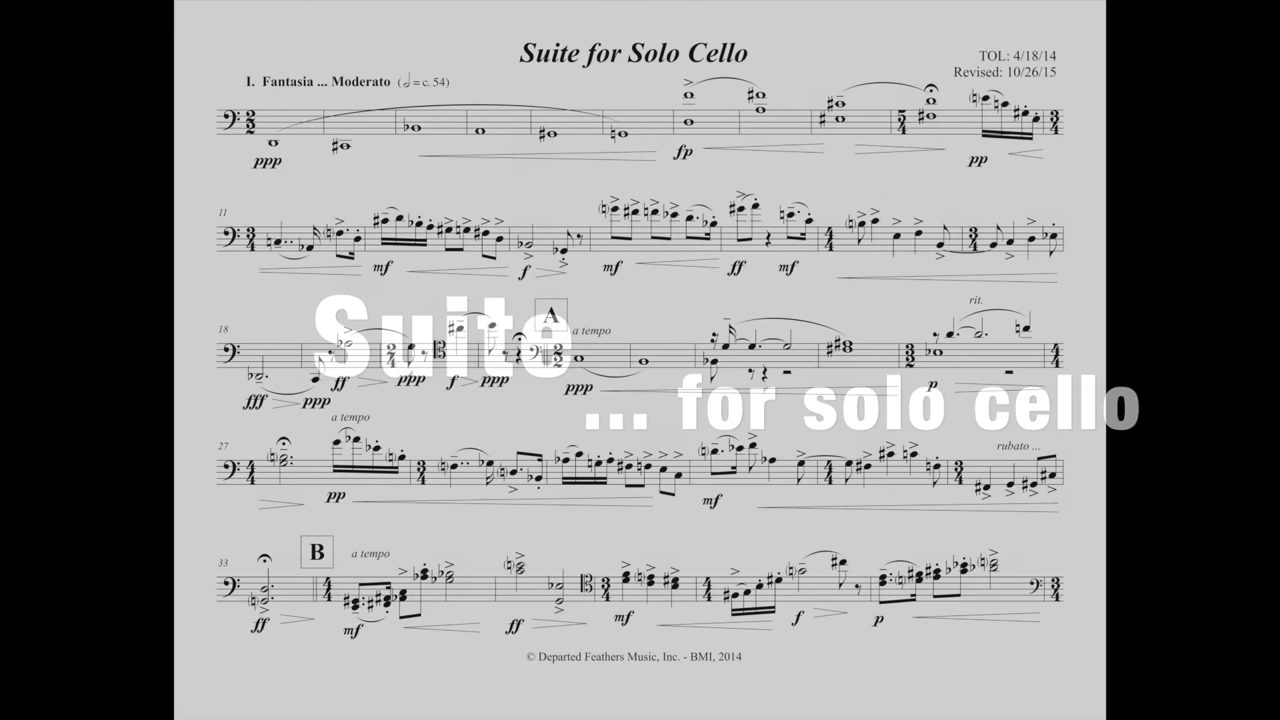 Suite for Solo Cello
TOL: 4/18/14
Revised: 10/26/15
I. Fantasia ... Moderato (𝅗𝅥 = c. 54)
ppp fp pp
11
mf f mf ff mf
18 A a tempo rit.
fff ppp ff ppp f ppp ppp p
Suite
... for solo cello
27 a tempo rubato ...
pp mf
33 B a tempo
ff mf ff mf f p
© Departed Feathers Music, Inc. - BMI, 2014